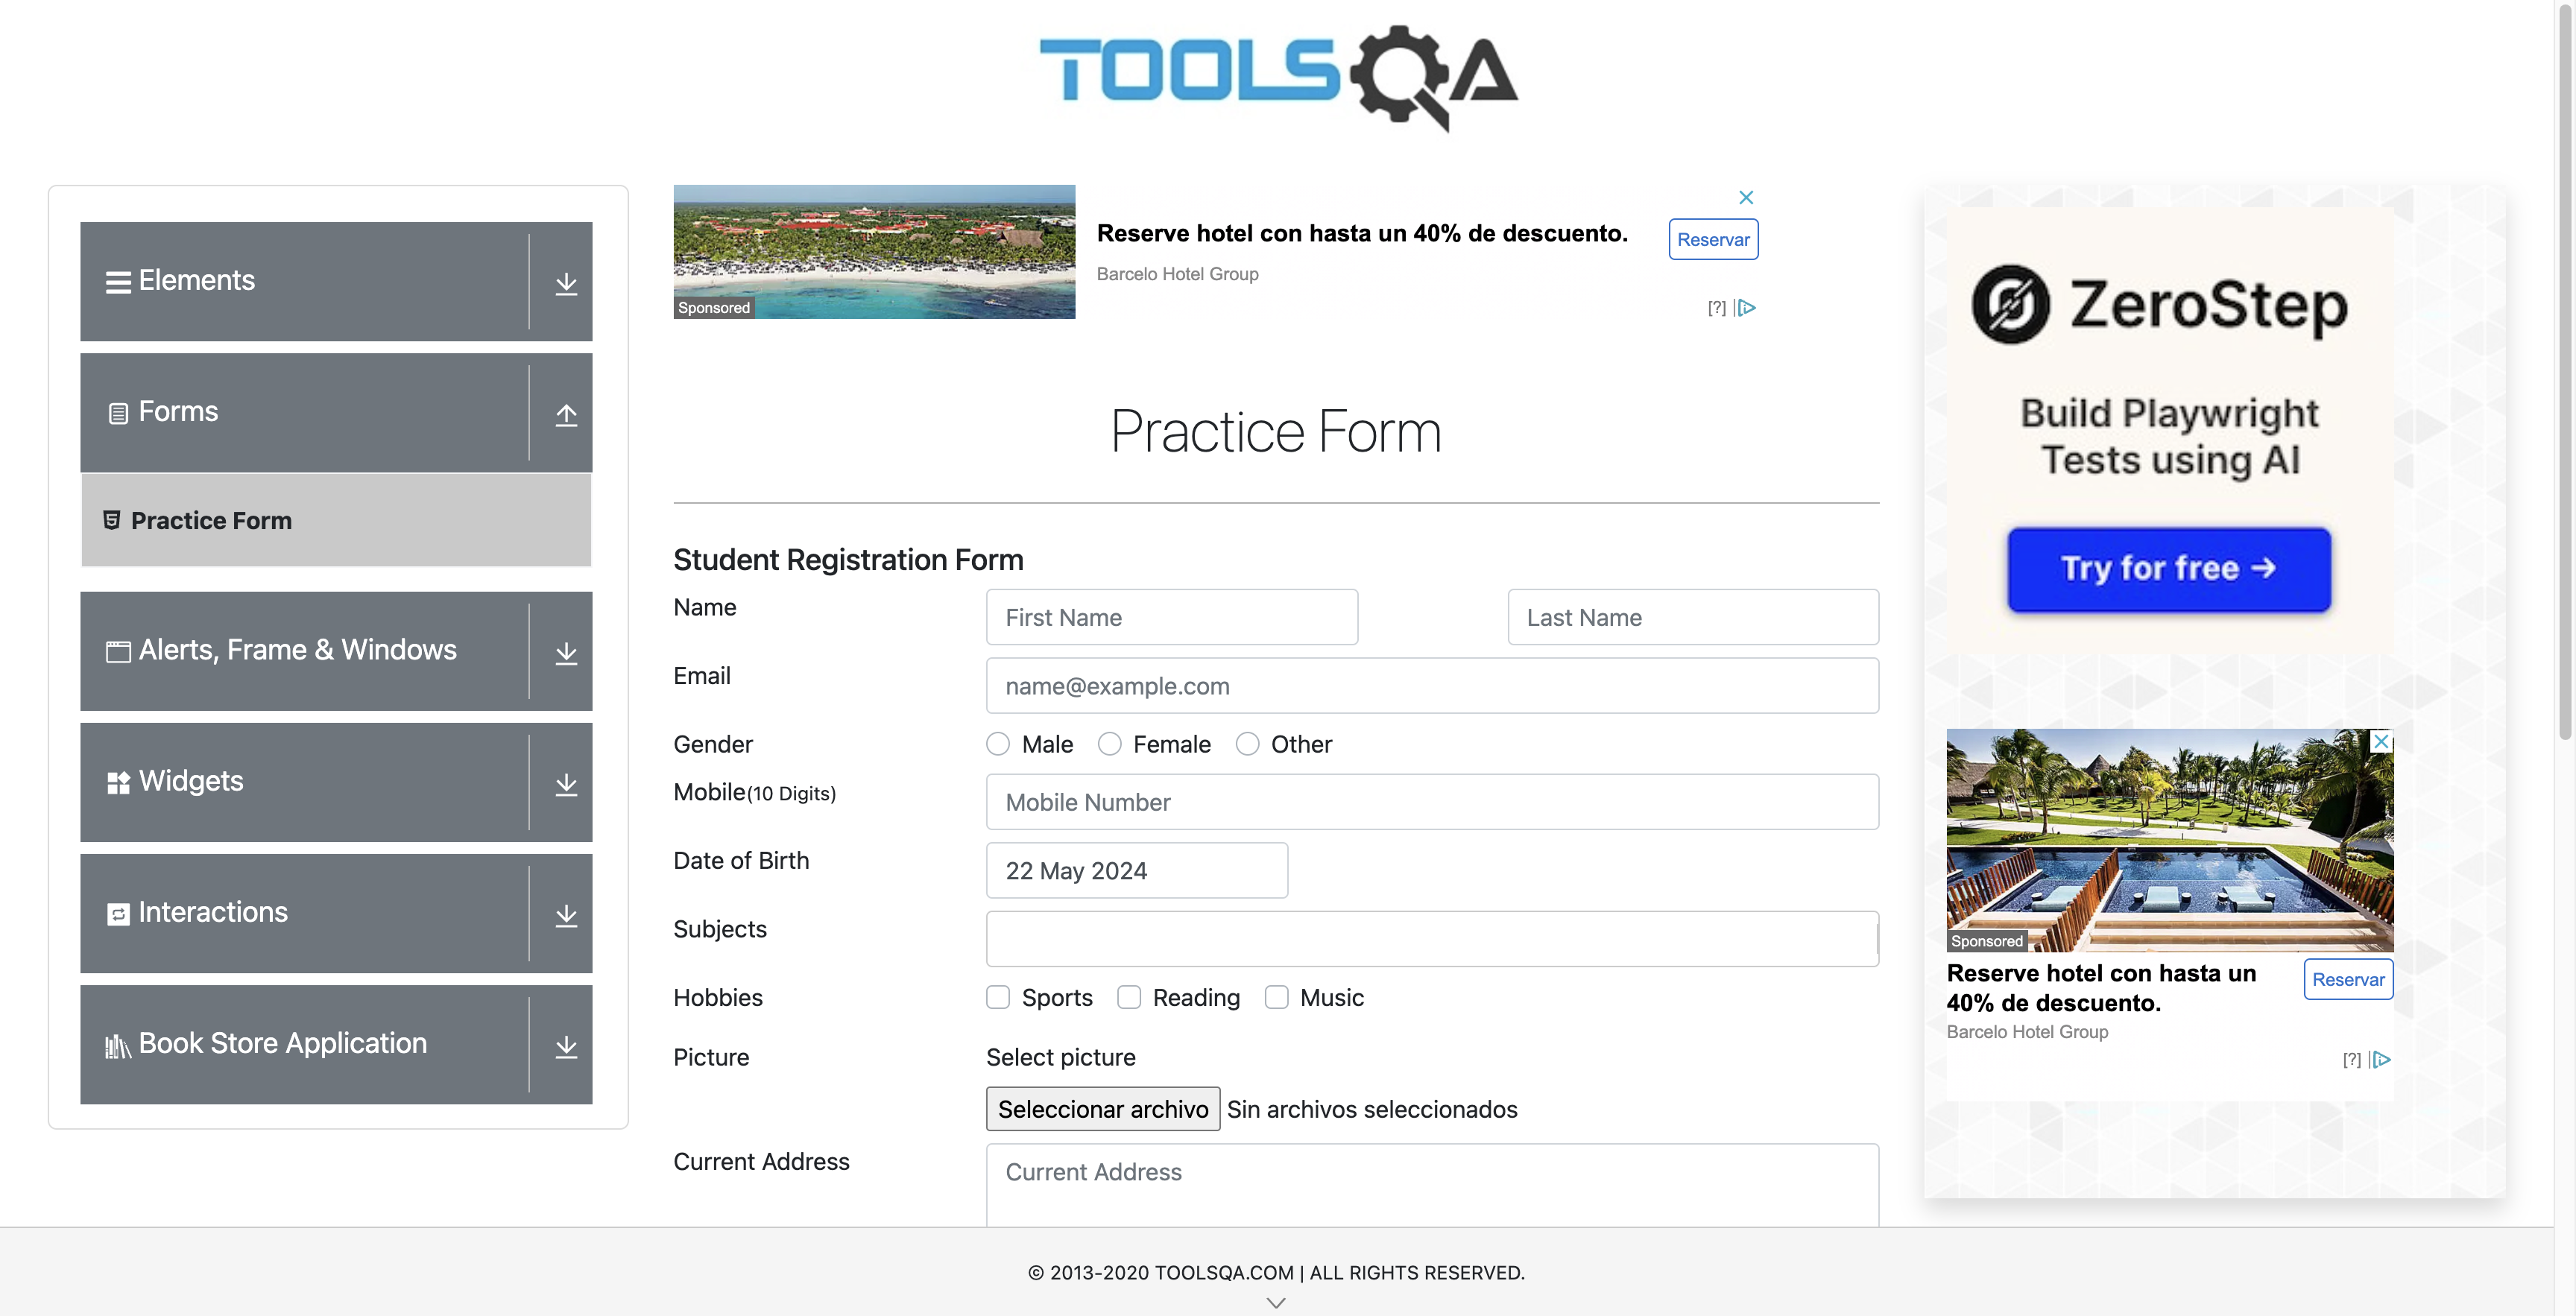 TOOLSQA
Elements
Forms
Practice Form
Alerts, Frame & Windows
Widgets
Interactions
Book Store Application
Sponsored
Reserve hotel con hasta un 40% de descuento.
Barcelo Hotel Group
Reservar
[?]
Practice Form
Student Registration Form
Name
First Name
Last Name
Email
name@example.com
Gender
Male Female Other
Mobile(10 Digits)
Mobile Number
Date of Birth
22 May 2024
Subjects
Hobbies
Sports Reading Music
Picture
Select picture
Seleccionar archivo Sin archivos seleccionados
Current Address
Current Address
ZeroStep
Build Playwright
Tests using AI
Try for free →
Sponsored
Reserve hotel con hasta un
40% de descuento.
Reservar
Barcelo Hotel Group
[?]
© 2013-2020 TOOLSQA.COM | ALL RIGHTS RESERVED.